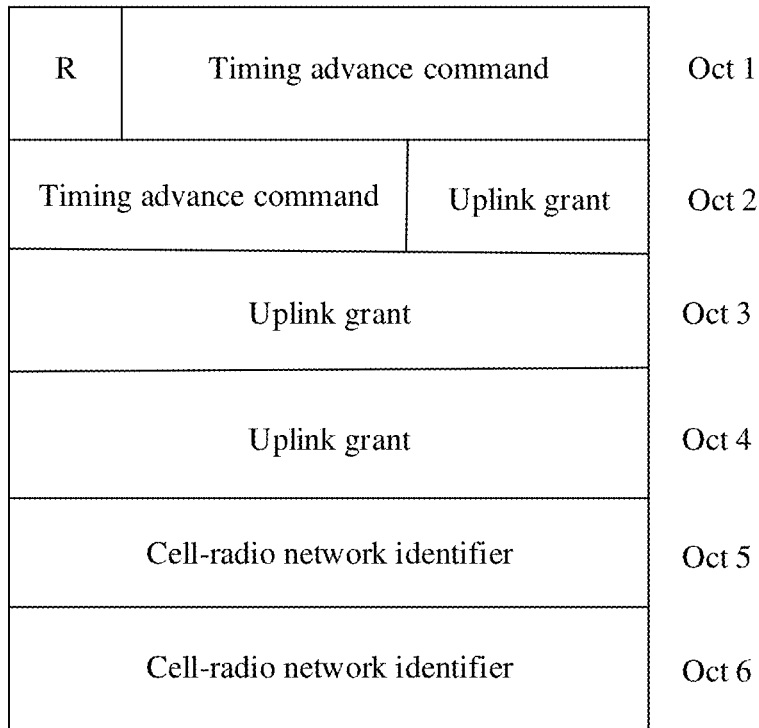 R Timing advance command Oct 1
Timing advance command Uplink grant Oct 2
Uplink grant Oct 3
Uplink grant Oct 4
Cell-radio network identifier Oct 5
Cell-radio network identifier Oct 6